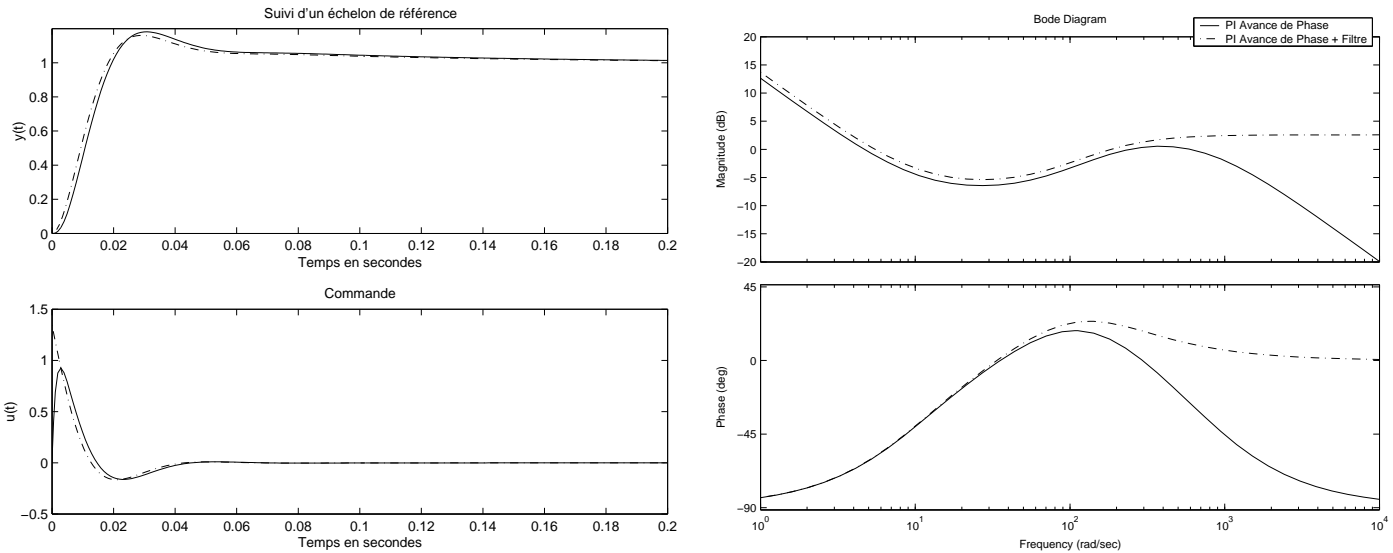 Suivi d'un échelon de référence
y(t)
1
0.8
0.6
0.4
0.2
0
0 0.02 0.04 0.06 0.08 0.1 0.12 0.14 0.16 0.18 0.2
Temps en secondes
Commande
u(t)
1.5
1
0.5
0
−0.5
0 0.02 0.04 0.06 0.08 0.1 0.12 0.14 0.16 0.18 0.2
Temps en secondes
Bode Diagram
PI Avance de Phase
PI Avance de Phase + Filtre
Magnitude (dB)
20
15
10
5
0
−5
−10
−15
−20
Phase (deg)
45
0
−45
−90
10^0 10^1 10^2 10^3 10^4
Frequency (rad/sec)